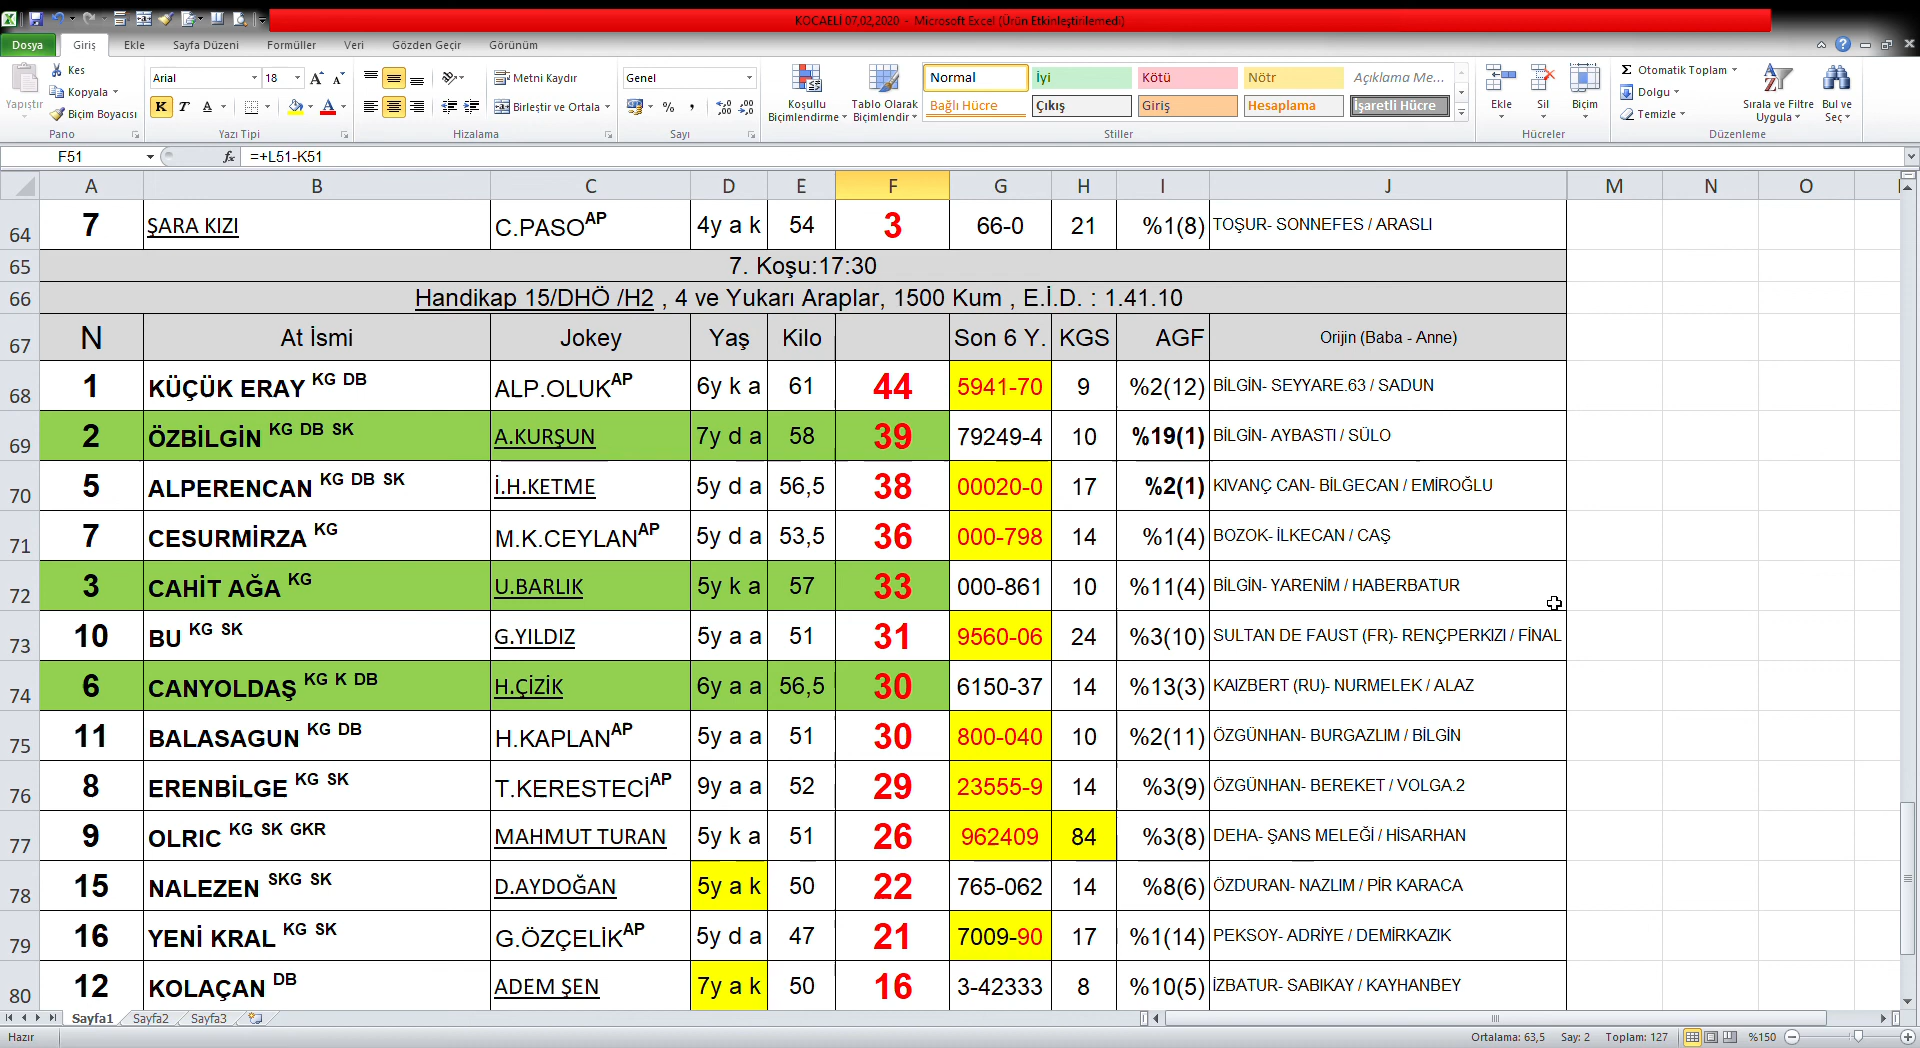 KOCAELİ 07,02,2020 - Microsoft Excel (Ürün Etkinleştirilemedi)
Dosya Giriş Ekle Sayfa Düzeni Formüller Veri Gözden Geçir Görünüm
Yapıştır Kes Kopyala Biçim Boyacısı
Arial 18
K T A
Metni Kaydır
Birleştir ve Ortala
Genel
Koşullu Biçimlendirme Tablo Olarak Biçimlendir
Normal İyi Kötü Nötr Açıklama Me...
Bağlı Hücre Çıkış Giriş Hesaplama İşaretli Hücre
Ekle Sil Biçim
Σ Otomatik Toplam
Dolgu
Temizle
Sırala ve Filtre Uygula Bul ve Seç
Pano Yazı Tipi Hizalama Sayı Stiller Hücreler Düzenleme
F51 fx =+L51-K51
A B C D E F G H I J M N O
64 7 ŞARA KIZI C.PASO AP 4y a k 54 3 66-0 21 %1(8) TOŞUR- SONNEFES / ARASLI
65 7. Koşu:17:30
66 Handikap 15/DHÖ /H2 , 4 ve Yukarı Araplar, 1500 Kum , E.İ.D. : 1.41.10
67 N At İsmi Jokey Yaş Kilo Son 6 Y. KGS AGF Orijin (Baba - Anne)
68 1 KÜÇÜK ERAY KG DB ALP.OLUK AP 6y k a 61 44 5941-70 9 %2(12) BİLGİN- SEYYARE.63 / SADUN
69 2 ÖZBİLGİN KG DB SK A.KURŞUN 7y d a 58 39 79249-4 10 %19(1) BİLGİN- AYBASTI / SÜLO
70 5 ALPERENCAN KG DB SK İ.H.KETME 5y d a 56,5 38 00020-0 17 %2(1) KIVANÇ CAN- BİLGECAN / EMİROĞLU
71 7 CESURMİRZA KG M.K.CEYLAN AP 5y d a 53,5 36 000-798 14 %1(4) BOZOK- İLKECAN / CAŞ
72 3 CAHİT AĞA KG U.BARLIK 5y k a 57 33 000-861 10 %11(4) BİLGİN- YARENİM / HABERBATUR
73 10 BU KG SK G.YILDIZ 5y a a 51 31 9560-06 24 %3(10) SULTAN DE FAUST (FR)- RENÇPERKIZI / FİNAL
74 6 CANYOLDAŞ KG K DB H.ÇİZİK 6y a a 56,5 30 6150-37 14 %13(3) KAIZBERT (RU)- NURMELEK / ALAZ
75 11 BALASAGUN KG DB H.KAPLAN AP 5y a a 51 30 800-040 10 %2(11) ÖZGÜNHAN- BURGAZLIM / BİLGİN
76 8 ERENBİLGE KG SK T.KERESTECİ AP 9y a a 52 29 23555-9 14 %3(9) ÖZGÜNHAN- BEREKET / VOLGA.2
77 9 OLRIC KG SK GKR MAHMUT TURAN 5y k a 51 26 962409 84 %3(8) DEHA- ŞANS MELEĞİ / HİSARHAN
78 15 NALEZEN SKG SK D.AYDOĞAN 5y a k 50 22 765-062 14 %8(6) ÖZDURAN- NAZLIM / PİR KARACA
79 16 YENİ KRAL KG SK G.ÖZÇELİK AP 5y d a 47 21 7009-90 17 %1(14) PEKSOY- ADRİYE / DEMİRKAZIK
80 12 KOLAÇAN DB ADEM ŞEN 7y a k 50 16 3-42333 8 %10(5) İZBATUR- SABIKAY / KAYHANBEY
Sayfa1 Sayfa2 Sayfa3
Hazır Ortalama: 63,5 Say: 2 Toplam: 127 %150